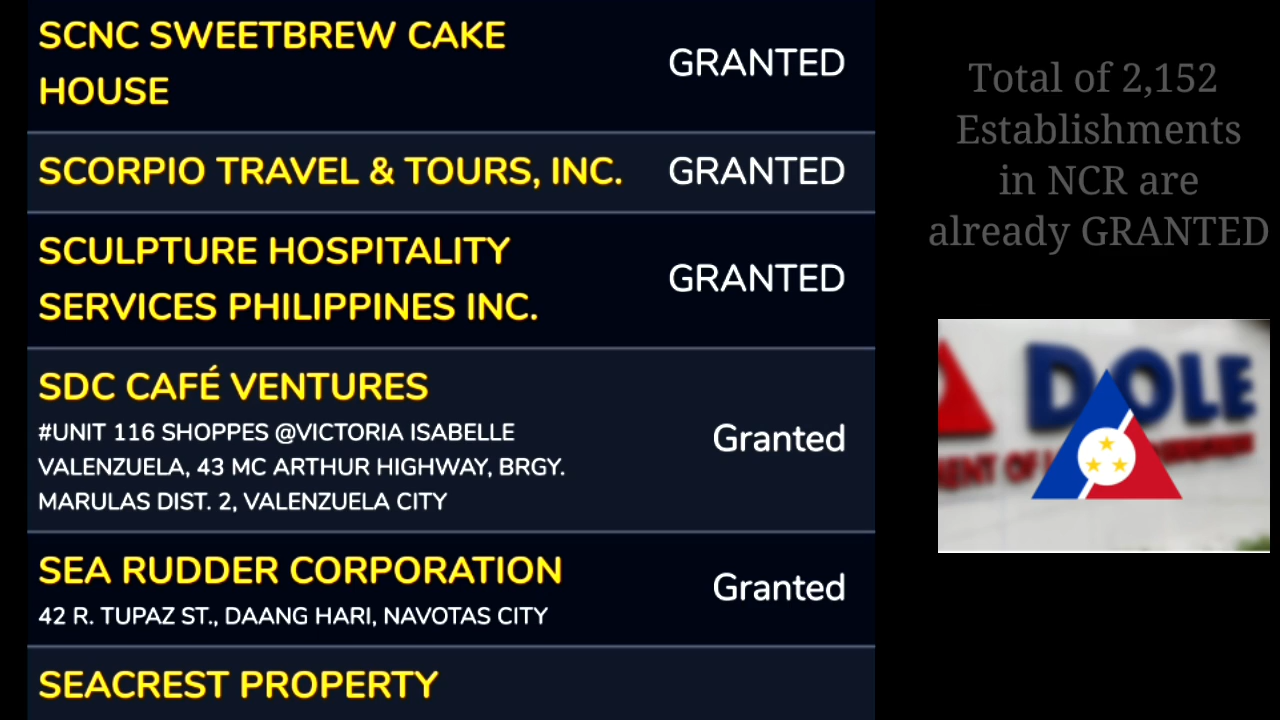 SCNC SWEETBREW CAKE
HOUSE
GRANTED
SCORPIO TRAVEL & TOURS, INC.
GRANTED
SCULPTURE HOSPITALITY
SERVICES PHILIPPINES INC.
GRANTED
SDC CAFÉ VENTURES
#UNIT 116 SHOPPES @VICTORIA ISABELLE
VALENZUELA, 43 MC ARTHUR HIGHWAY, BRGY.
MARULAS DIST. 2, VALENZUELA CITY
Granted
SEA RUDDER CORPORATION
42 R. TUPAZ ST., DAANG HARI, NAVOTAS CITY
Granted
SEACREST PROPERTY
Total of 2,152
Establishments
in NCR are
already GRANTED
DOLE